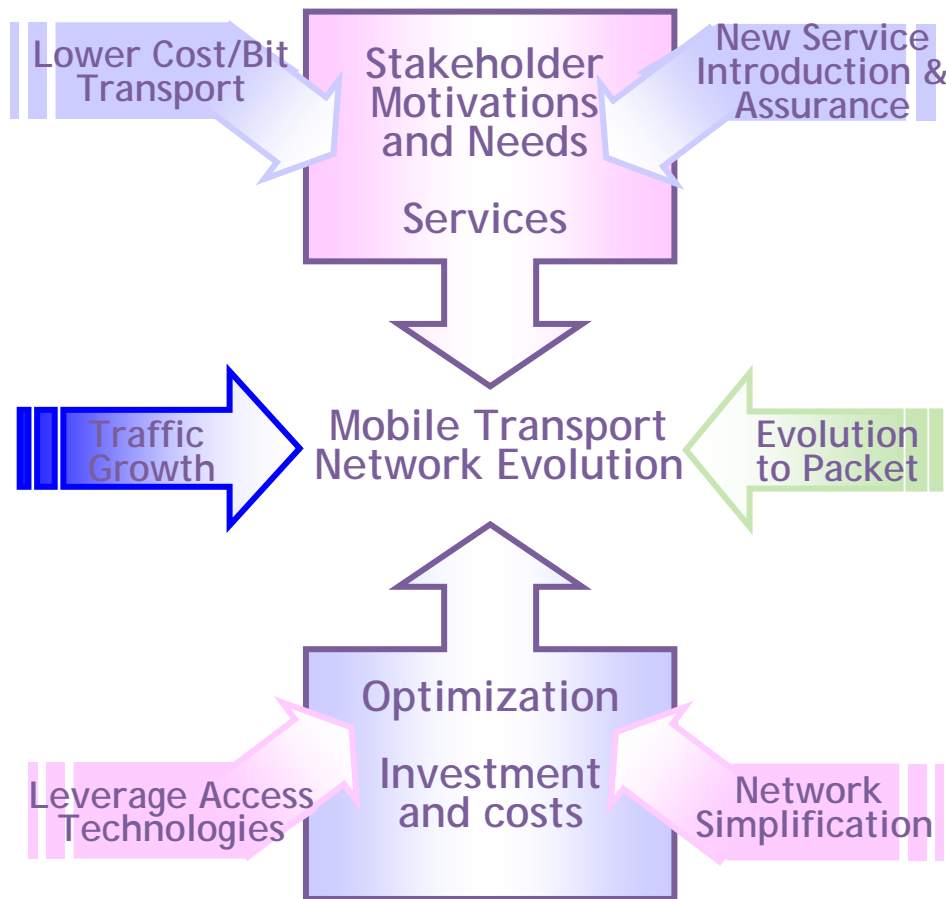 Lower Cost/Bit
Transport
Stakeholder
Motivations
and Needs
Services
New Service
Introduction &
Assurance
Traffic
Growth
Mobile Transport
Network Evolution
Evolution
to Packet
Optimization
Investment
and costs
Leverage Access
Technologies
Network
Simplification